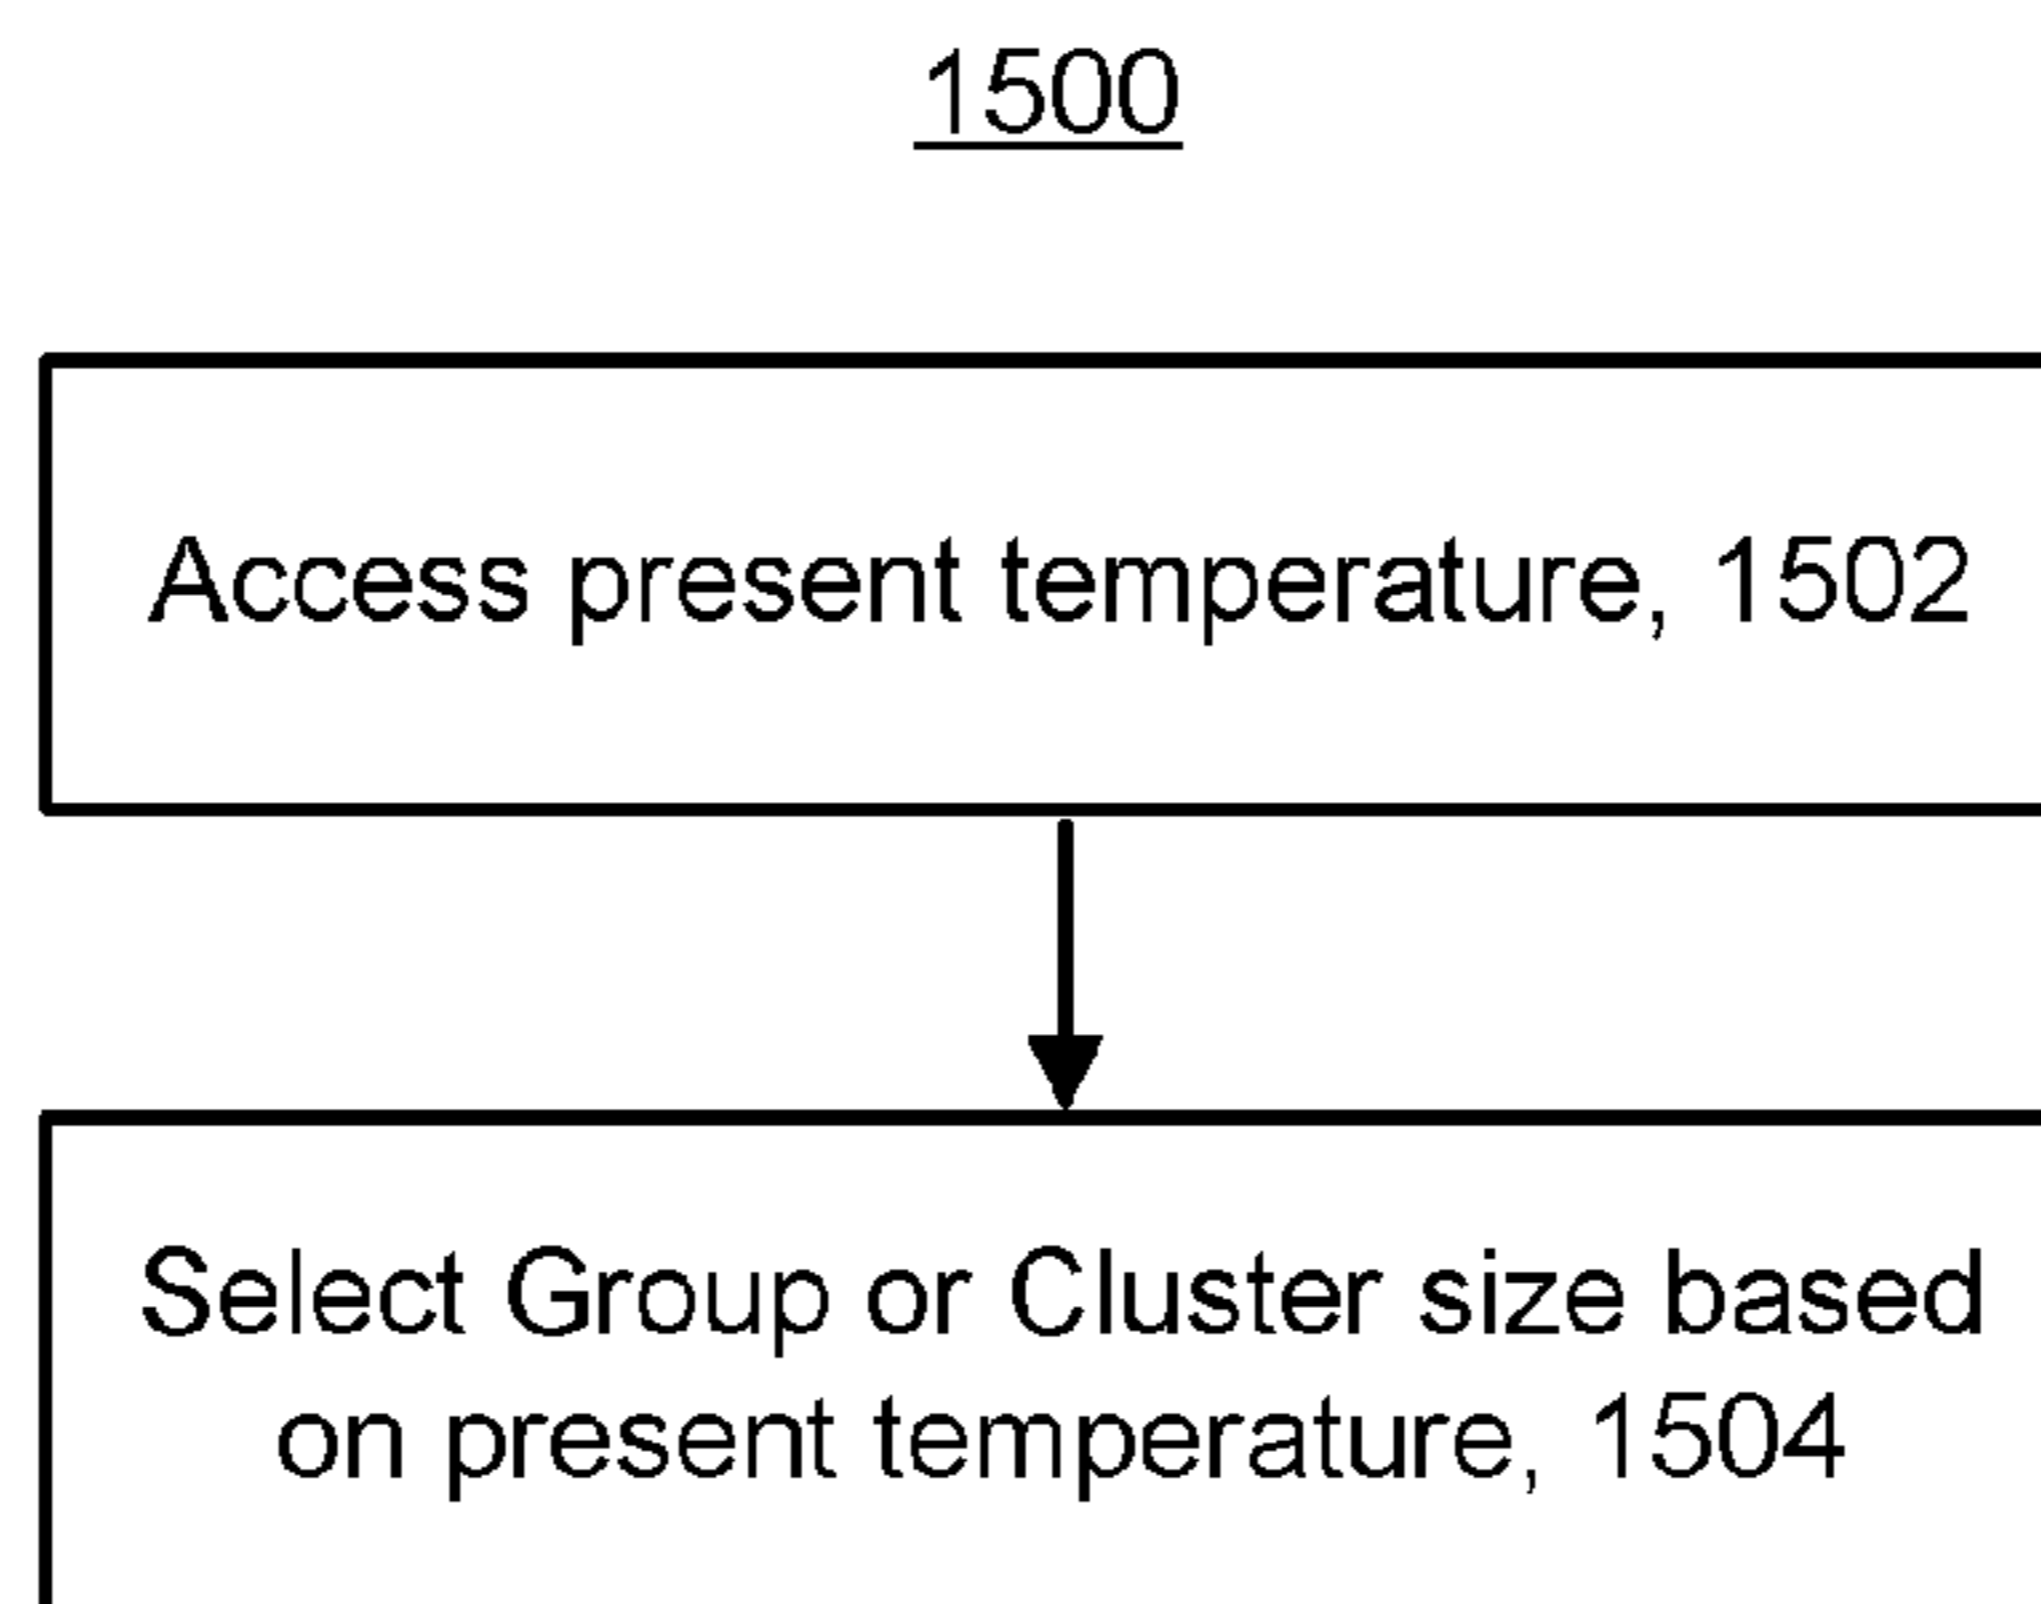 1500
Access present temperature, 1502
Select Group or Cluster size based
on present temperature, 1504